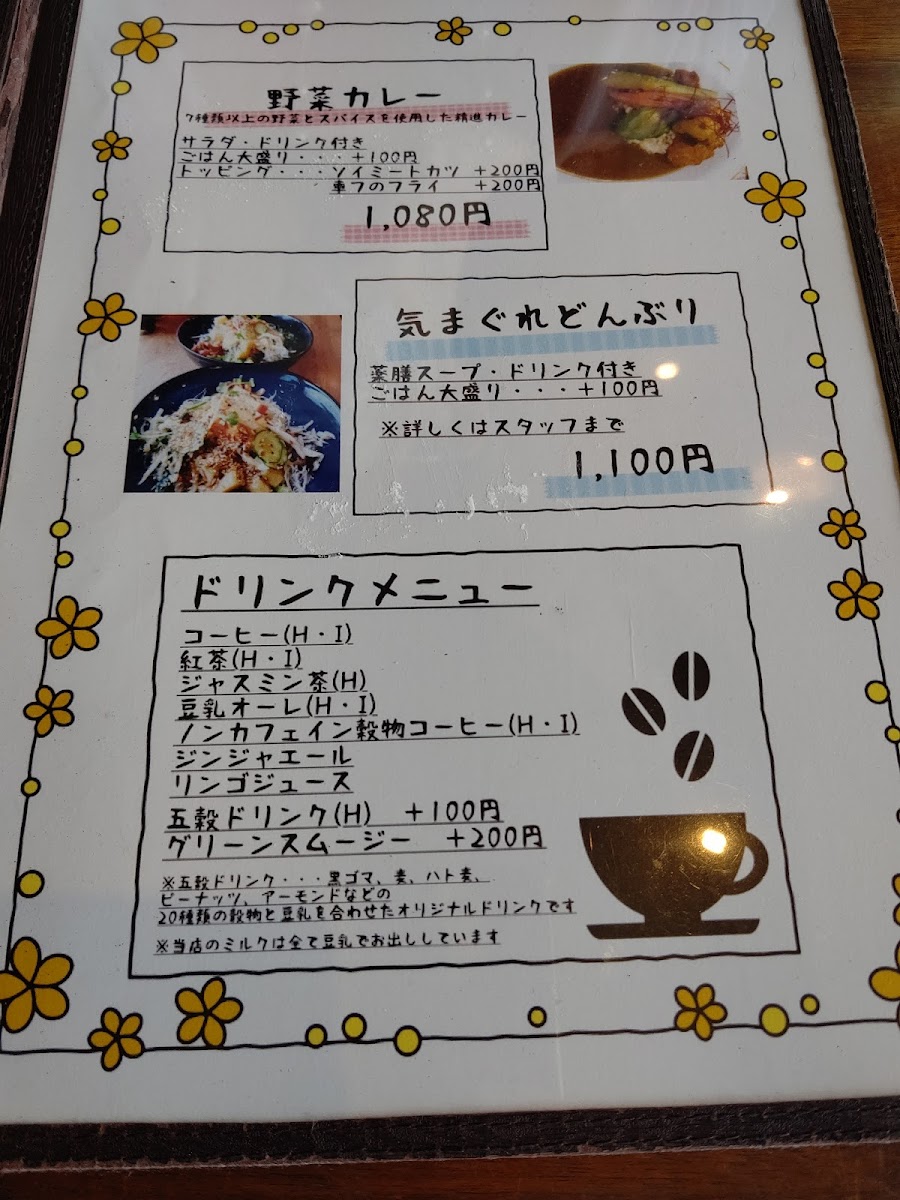 野菜カレー
7種類以上の野菜とスパイスを使用した精進カレー
サラダ・ドリンク付き
ごはん大盛り・・・+100円
トッピング・・・ソイミートカツ +200円
車フのフライ +200円
1,080円
気まぐれどんぶり
薬膳スープ・ドリンク付き
ごはん大盛り・・・+100円
※詳しくはスタッフまで
1,100円
ドリンクメニュー
コーヒー(H・I)
紅茶(H・I)
ジャスミン茶(H)
豆乳オーレ(H・I)
ノンカフェイン穀物コーヒー(H・I)
ジンジャエール
リンゴジュース
五穀ドリンク(H) +100円
グリーンスムージー +200円
※五穀ドリンク・・・黒ゴマ、麦、ハト麦、
ピーナッツ、アーモンドなどの
20種類の穀物と豆乳を合わせたオリジナルドリンクです
※当店のミルクは全て豆乳でお出ししています